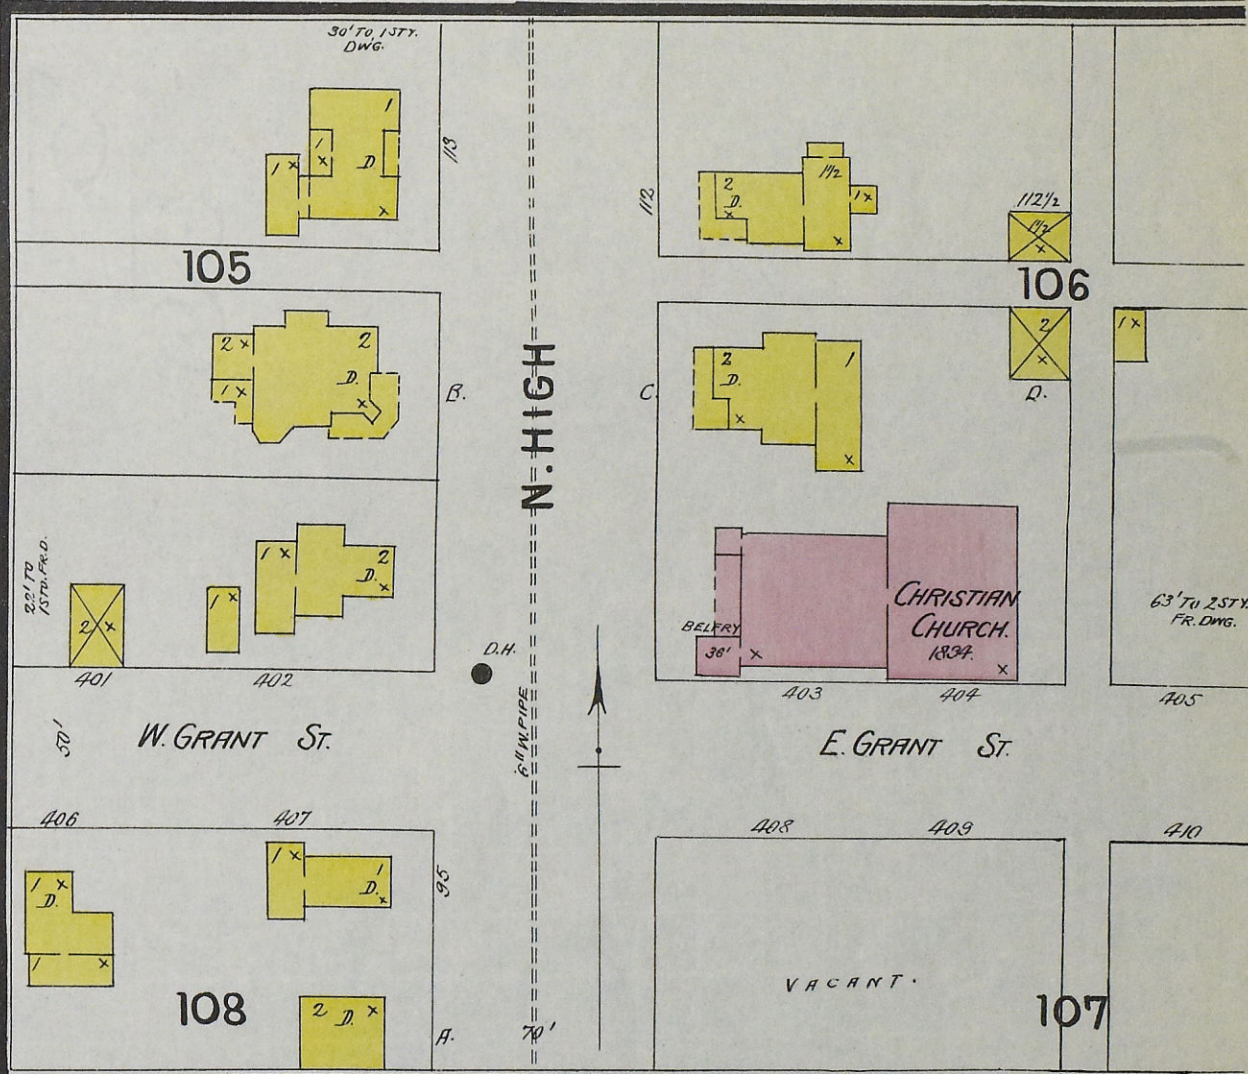 30' TO 1 STY.
DWG.
1
1
x
1
x
D
x
113
105
2
D.
x
1½
x
1 x
112
112½
1½
x
106
2 x
1 x
2
D.
x
B.
N. HIGH
C.
2
D.
x
1
x
2
x
D.
1 x
22' TO
1 STO. FR. D.
2 x
1 x
1 x
2
D.
x
401
402
D.H.
BELFRY
36'
x
CHRISTIAN
CHURCH.
1894.
x
63' TO 2 STY.
FR. DWG.
403
404
405
50'
W. GRANT ST.
6" W. PIPE
E. GRANT ST.
406
407
408
409
410
1 x
D.
1 x
1 x
1
D.
x
95
108
2 D. x
A.
70'
VACANT.
107